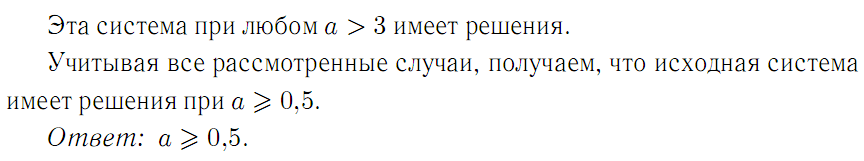 Эта система при любом a > 3 имеет решения.
Учитывая все рассмотренные случаи, получаем, что исходная система
имеет решения при a ⩾ 0,5.
Ответ: a ⩾ 0,5.